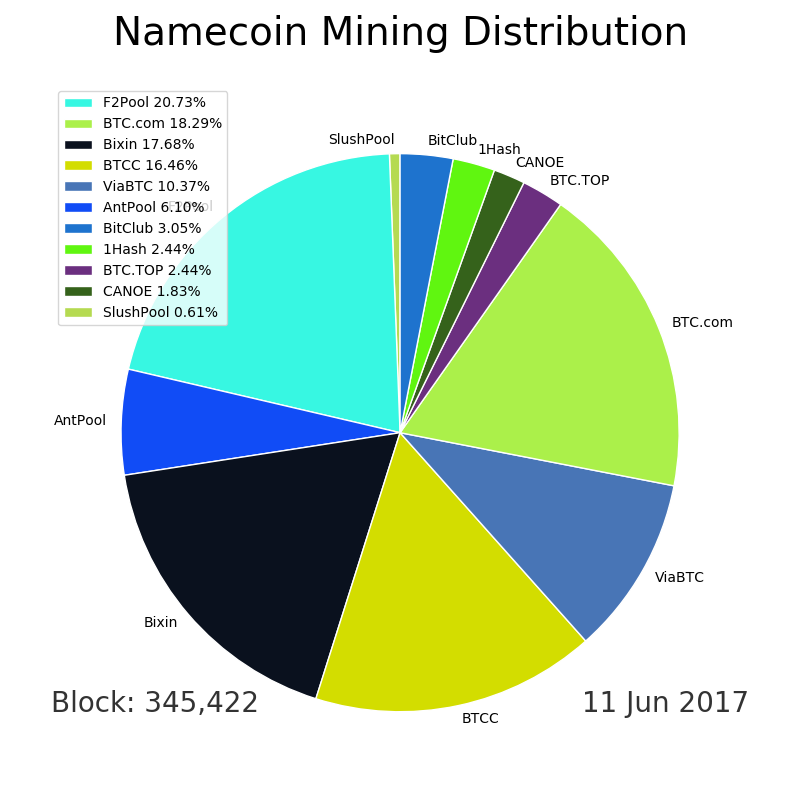 Namecoin Mining Distribution
F2Pool 20.73%
BTC.com 18.29%
Bixin 17.68%
BTCC 16.46%
ViaBTC 10.37%
AntPool 6.10%
BitClub 3.05%
1Hash 2.44%
BTC.TOP 2.44%
CANOE 1.83%
SlushPool 0.61%
SlushPool
BitClub
1Hash
CANOE
BTC.TOP
F2Pool
BTC.com
AntPool
ViaBTC
Bixin
BTCC
Block: 345,422
11 Jun 2017